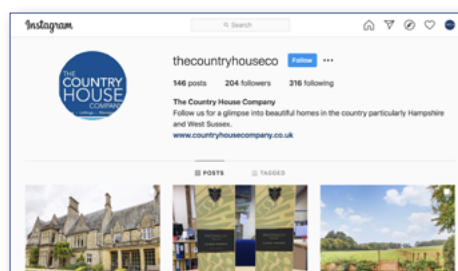 Instagram
Search
thecountryhouseco Follow ...
146 posts 204 followers 316 following
The Country House Company
Follow us for a glimpse into beautiful homes in the country particularly Hampshire
and West Sussex.
www.countryhousecompany.co.uk
THE
COUNTRY
HOUSE
COMPANY
POSTS TAGGED